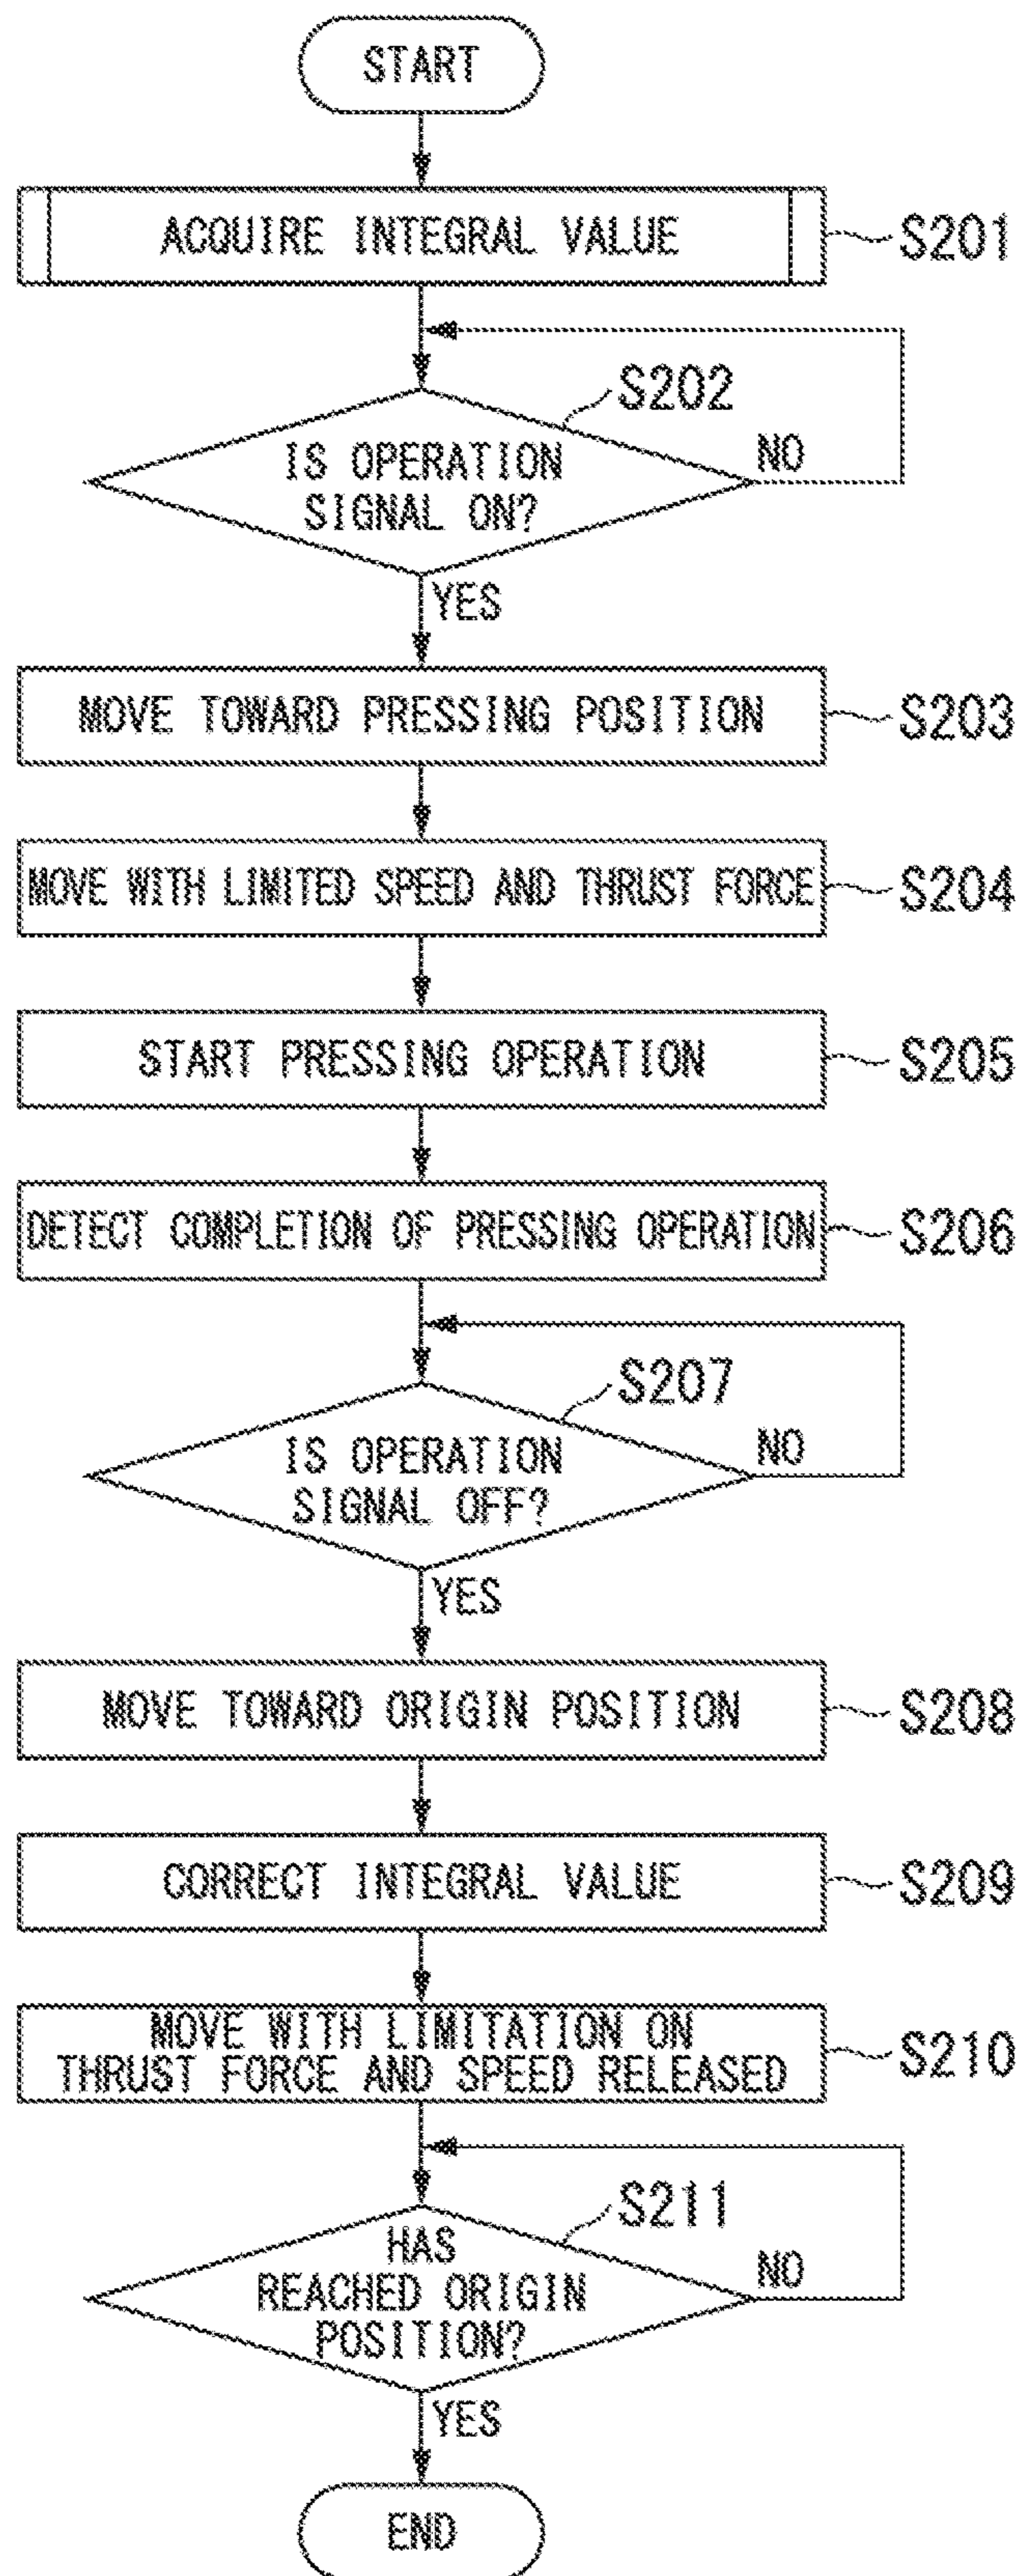 START
ACQUIRE INTEGRAL VALUE
S201
S202
IS OPERATION
SIGNAL ON?
NO
YES
MOVE TOWARD PRESSING POSITION
S203
MOVE WITH LIMITED SPEED AND THRUST FORCE
S204
START PRESSING OPERATION
S205
DETECT COMPLETION OF PRESSING OPERATION
S206
S207
IS OPERATION
SIGNAL OFF?
NO
YES
MOVE TOWARD ORIGIN POSITION
S208
CORRECT INTEGRAL VALUE
S209
MOVE WITH LIMITATION ON
THRUST FORCE AND SPEED RELEASED
S210
S211
HAS
REACHED ORIGIN
POSITION?
NO
YES
END